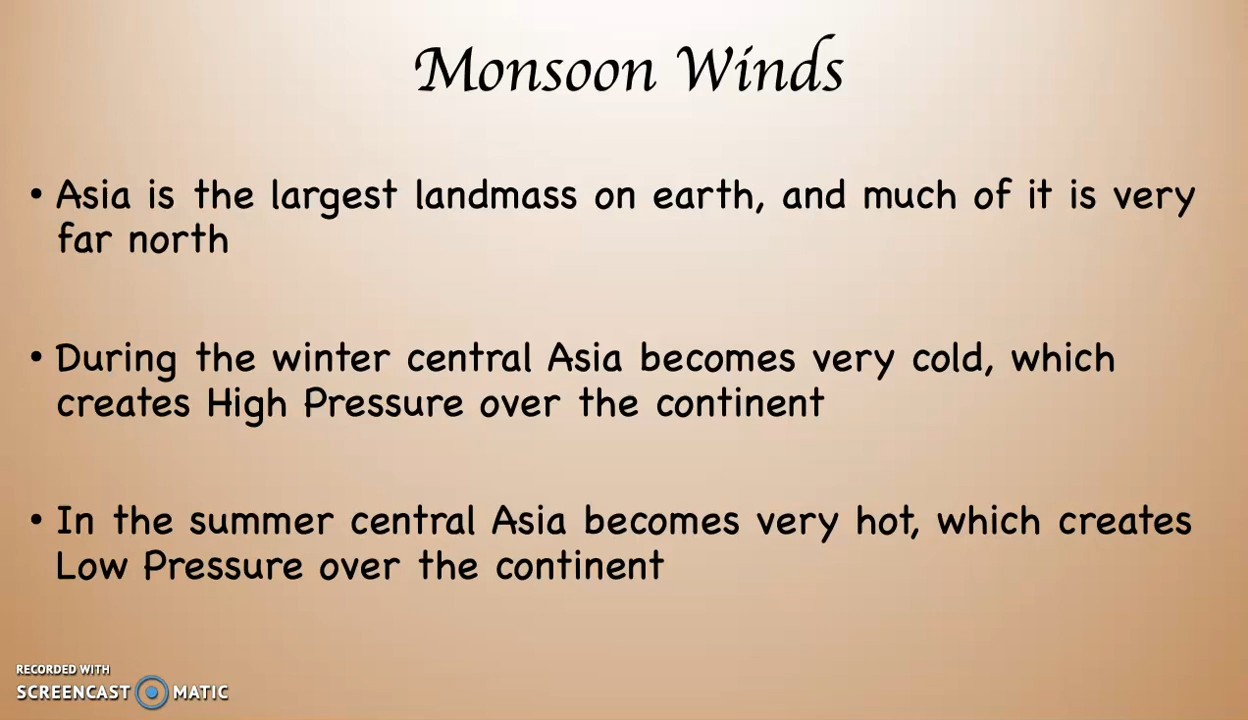 Monsoon Winds
• Asia is the largest landmass on earth, and much of it is very
far north
• During the winter central Asia becomes very cold, which
creates High Pressure over the continent
• In the summer central Asia becomes very hot, which creates
Low Pressure over the continent
RECORDED WITH
SCREENCAST MATIC